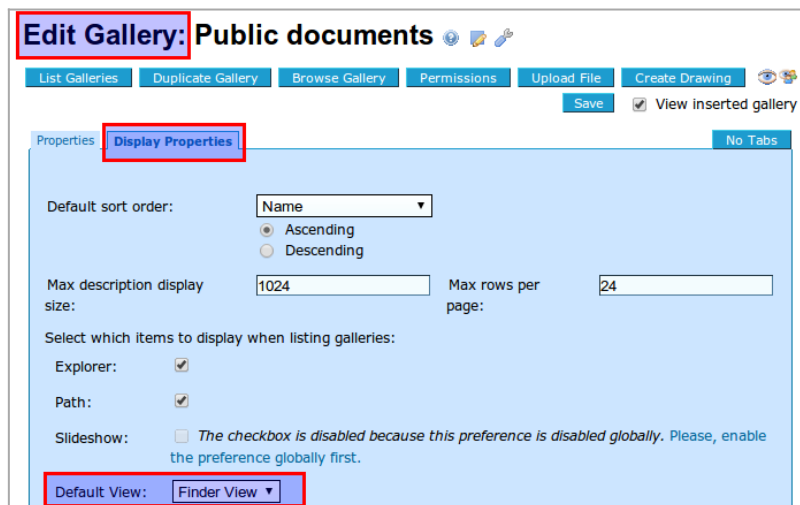 Edit Gallery: Public documents
List Galleries Duplicate Gallery Browse Gallery Permissions Upload File Create Drawing
Save View inserted gallery
Properties Display Properties No Tabs
Default sort order: Name
Ascending
Descending
Max description display size: 1024 Max rows per page: 24
Select which items to display when listing galleries:
Explorer:
Path:
Slideshow: The checkbox is disabled because this preference is disabled globally. Please, enable
the preference globally first.
Default View: Finder View